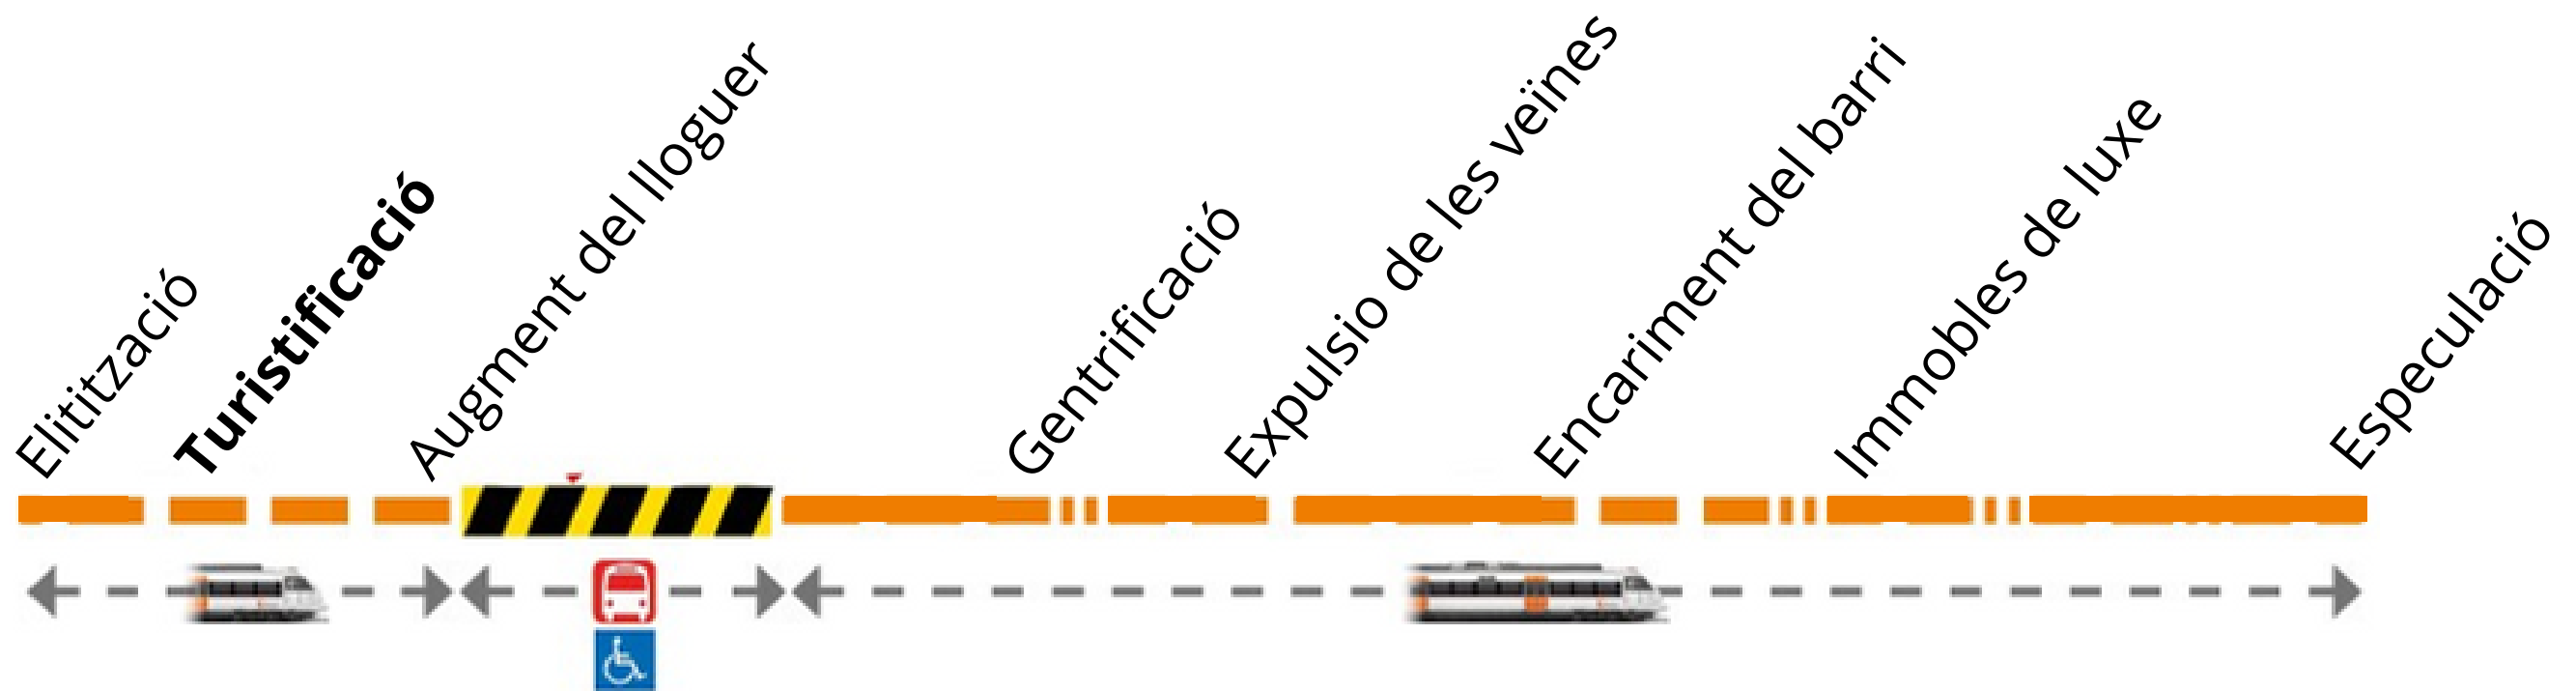 Elitització
Turistificació
Augment del lloguer
Gentrificació
Expulsio de les veïnes
Encariment del barri
Immobles de luxe
Especulació